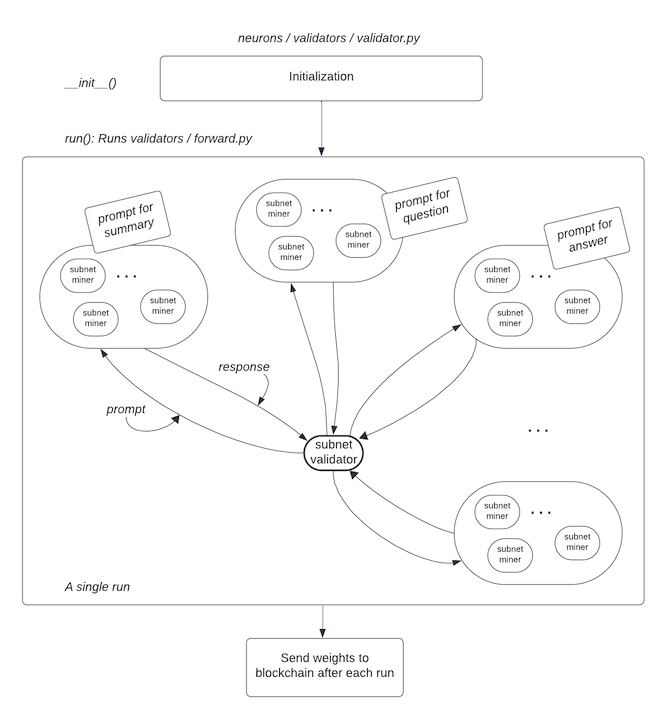 neurons / validators / validator.py
__init__()
Initialization
run(): Runs validators / forward.py
prompt for
summary
subnet
miner
...
subnet
miner
subnet
miner
prompt for
question
subnet
miner
...
subnet
miner
subnet
miner
prompt for
answer
subnet
miner
...
subnet
miner
subnet
miner
response
prompt
subnet
validator
...
subnet
miner
...
subnet
miner
subnet
miner
A single run
Send weights to
blockchain after each run